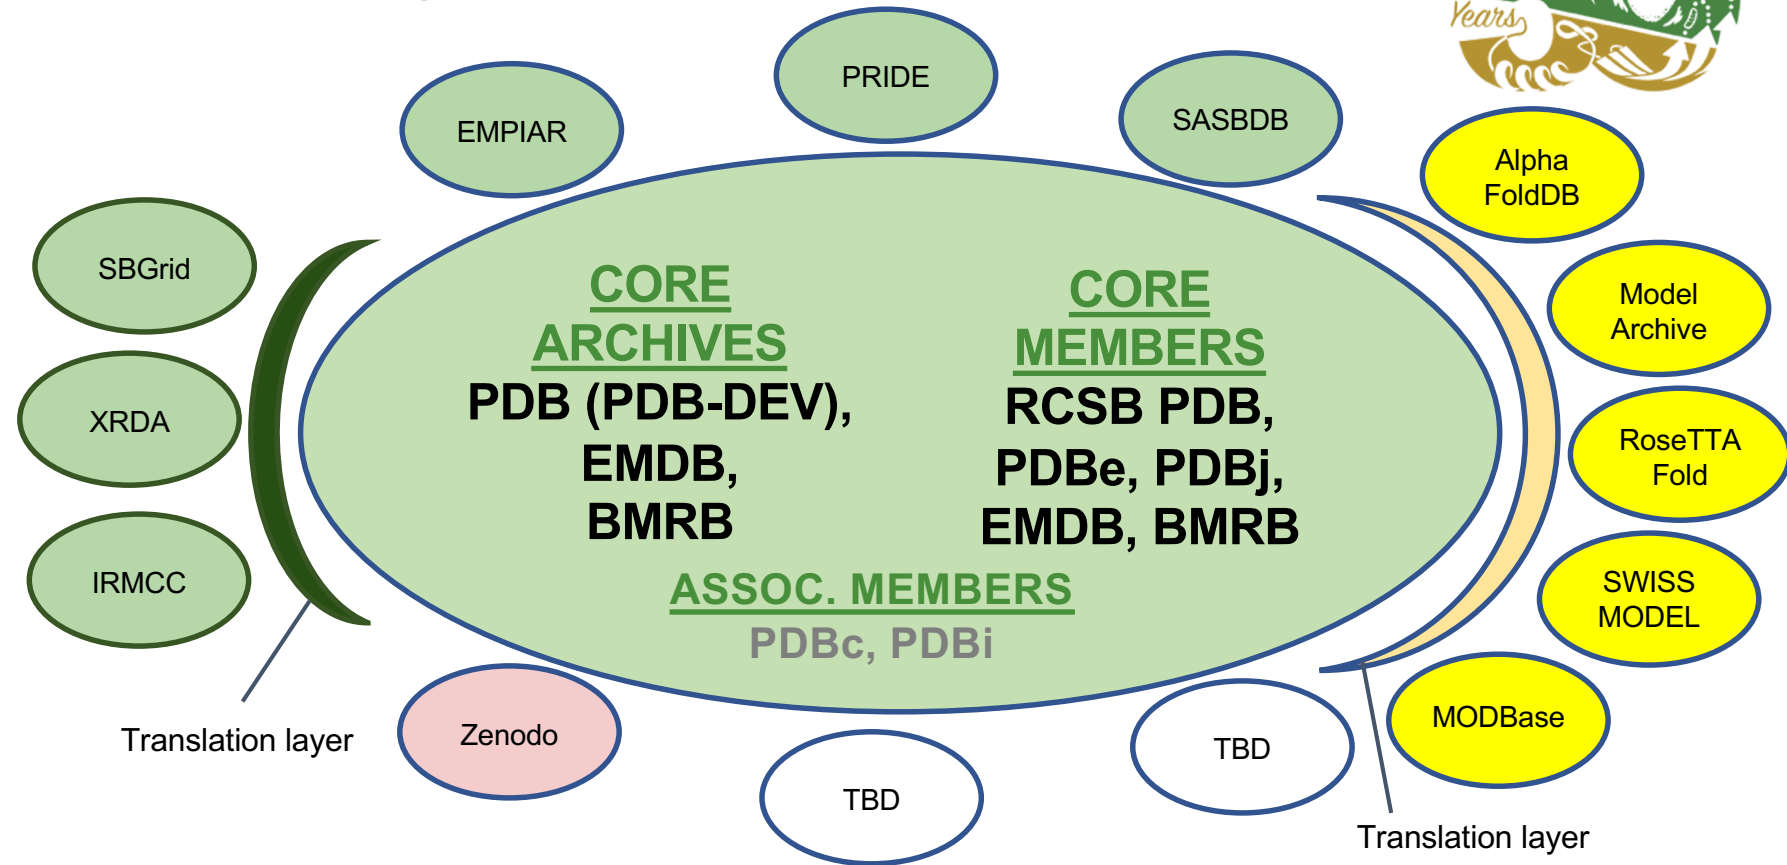 Years
PRIDE
EMPIAR
SASBDB
Alpha
FoldDB
SBGrid
Model
Archive
XRDA
RoseTTA
Fold
IRMCC
SWISS
MODEL
CORE
ARCHIVES
PDB (PDB-DEV),
EMDB,
BMRB
CORE
MEMBERS
RCSB PDB,
PDBe, PDBj,
EMDB, BMRB
ASSOC. MEMBERS
PDBc, PDBi
Translation layer
Zenodo
TBD
TBD
MODBase
Translation layer